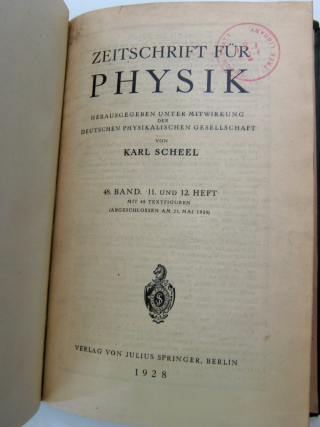 ZEITSCHRIFT FÜR
PHYSIK
HERAUSGEGEBEN UNTER MITWIRKUNG
DER
DEUTSCHEN PHYSIKALISCHEN GESELLSCHAFT
VON
KARL SCHEEL
48. BAND. 11. UND 12. HEFT
MIT 49 TEXTFIGUREN
(ABGESCHLOSSEN AM 21. MAI 1928)
VERLAG VON JULIUS SPRINGER, BERLIN
1928